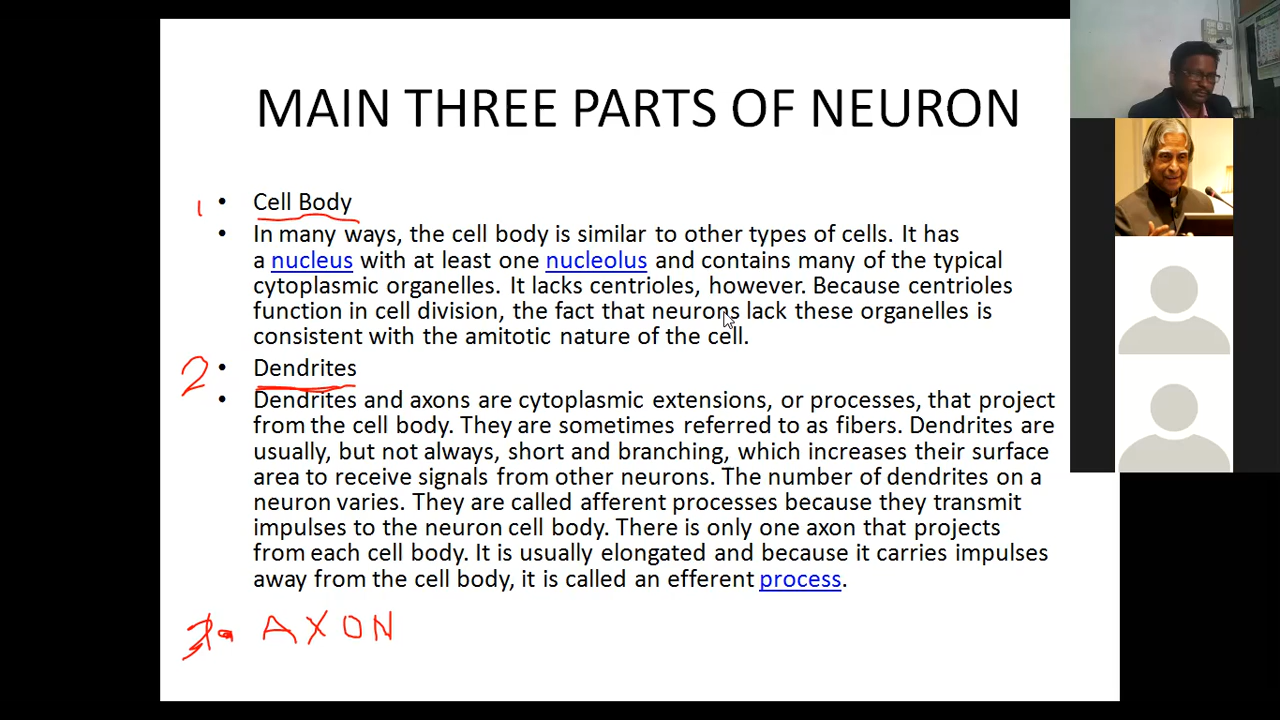 MAIN THREE PARTS OF NEURON
1 • Cell Body
• In many ways, the cell body is similar to other types of cells. It has
a nucleus with at least one nucleolus and contains many of the typical
cytoplasmic organelles. It lacks centrioles, however. Because centrioles
function in cell division, the fact that neurons lack these organelles is
consistent with the amitotic nature of the cell.
2 • Dendrites
• Dendrites and axons are cytoplasmic extensions, or processes, that project
from the cell body. They are sometimes referred to as fibers. Dendrites are
usually, but not always, short and branching, which increases their surface
area to receive signals from other neurons. The number of dendrites on a
neuron varies. They are called afferent processes because they transmit
impulses to the neuron cell body. There is only one axon that projects
from each cell body. It is usually elongated and because it carries impulses
away from the cell body, it is called an efferent process.
AXON